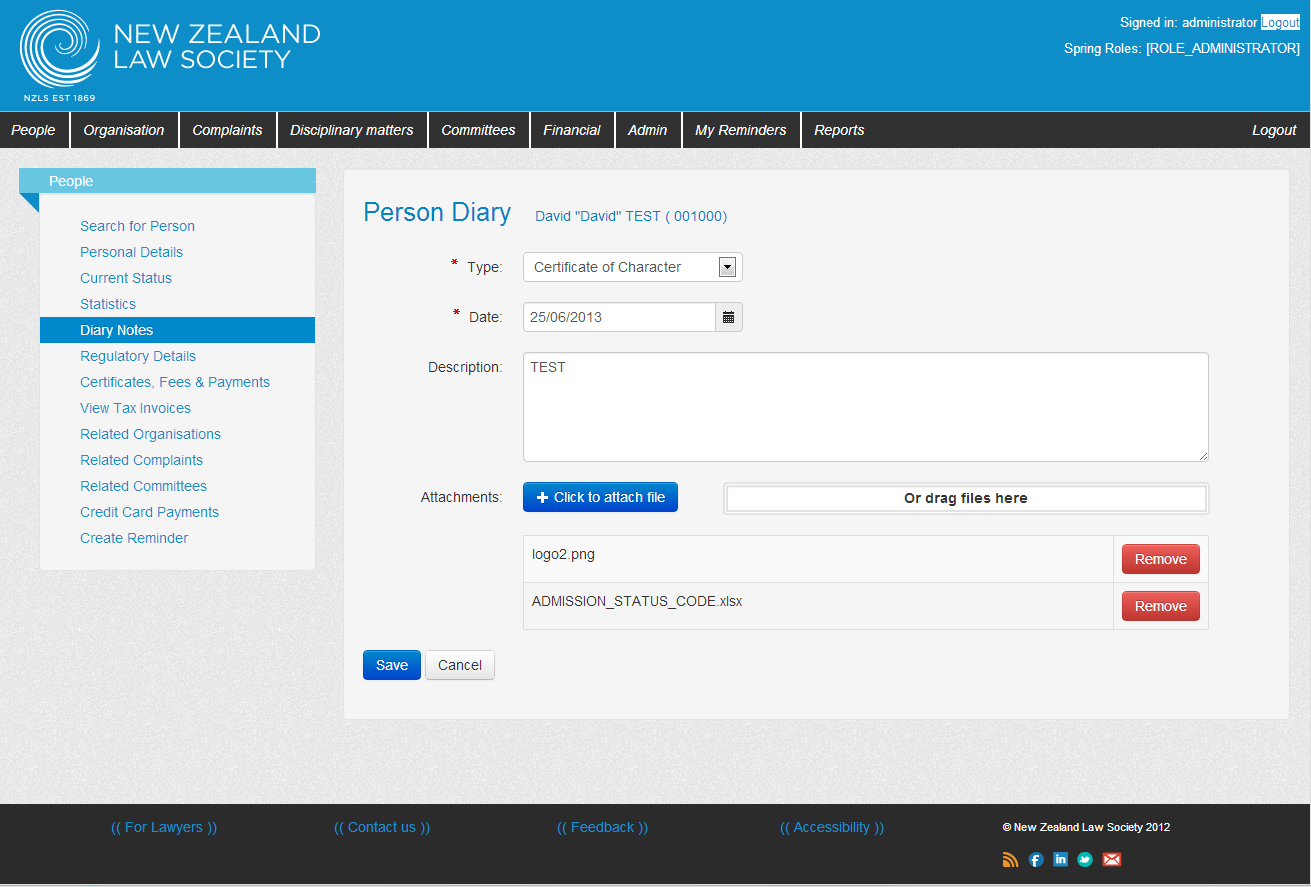 NEW ZEALAND
LAW SOCIETY
NZLS EST 1869
Signed in: administrator Logout
Spring Roles: [ROLE_ADMINISTRATOR]
People Organisation Complaints Disciplinary matters Committees Financial Admin My Reminders Reports Logout
People
Search for Person
Personal Details
Current Status
Statistics
Diary Notes
Regulatory Details
Certificates, Fees & Payments
View Tax Invoices
Related Organisations
Related Complaints
Related Committees
Credit Card Payments
Create Reminder
Person Diary David "David" TEST ( 001000)
* Type: Certificate of Character
* Date: 25/06/2013
Description: TEST
Attachments: + Click to attach file Or drag files here
logo2.png Remove
ADMISSION_STATUS_CODE.xlsx Remove
Save Cancel
(( For Lawyers )) (( Contact us )) (( Feedback )) (( Accessibility )) © New Zealand Law Society 2012